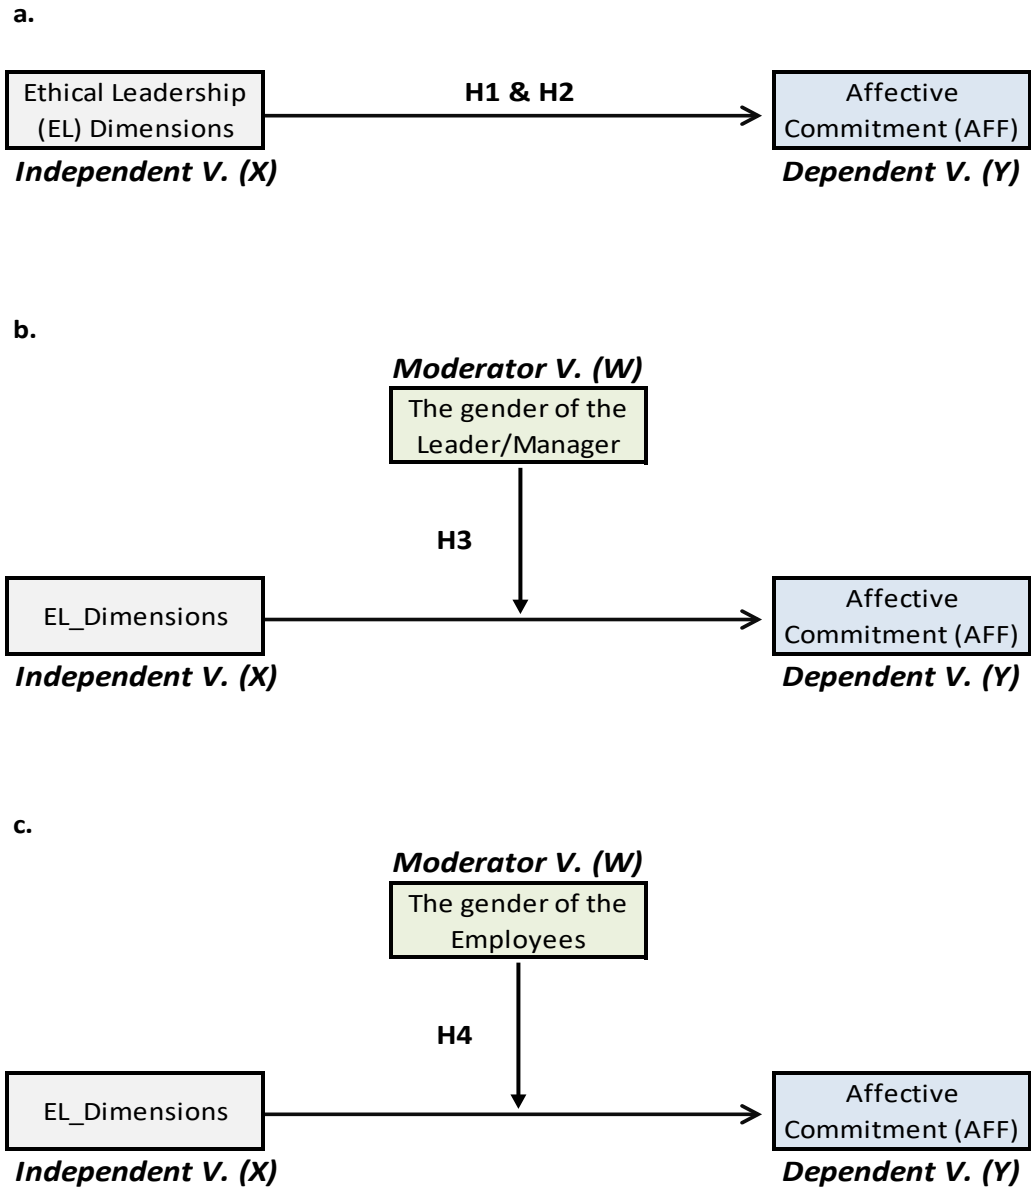 a.
Ethical Leadership
(EL) Dimensions
Independent V. (X)
H1 & H2
Affective
Commitment (AFF)
Dependent V. (Y)
b.
Moderator V. (W)
The gender of the
Leader/Manager
H3
EL_Dimensions
Independent V. (X)
Affective
Commitment (AFF)
Dependent V. (Y)
c.
Moderator V. (W)
The gender of the
Employees
H4
EL_Dimensions
Independent V. (X)
Affective
Commitment (AFF)
Dependent V. (Y)